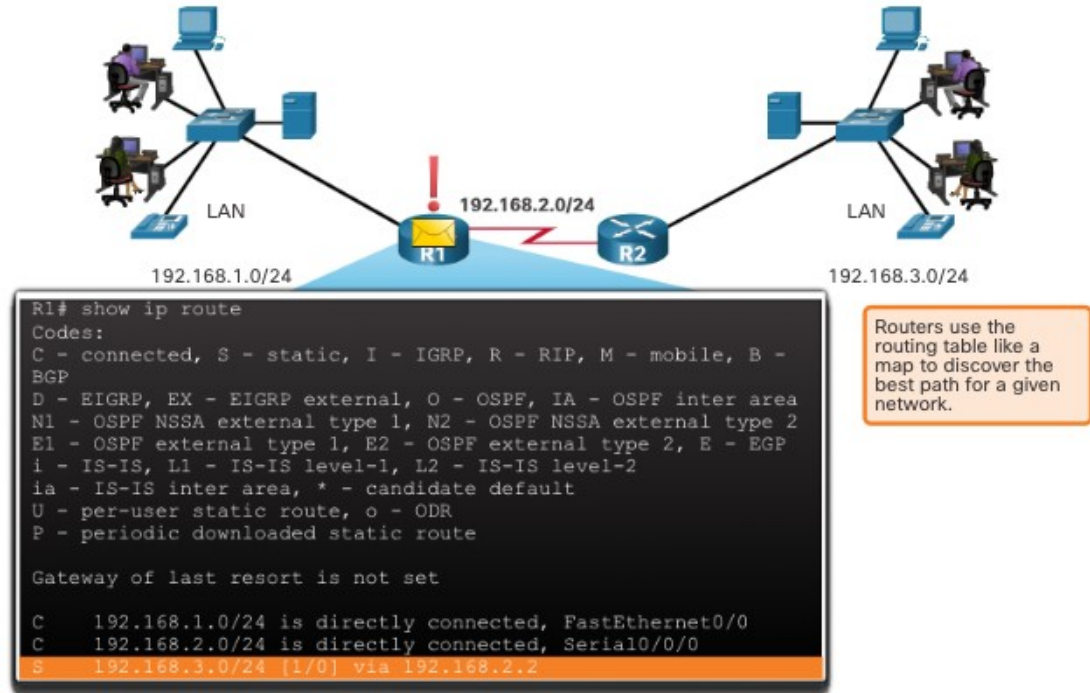 LAN
192.168.1.0/24
R1
192.168.2.0/24
R2
LAN
192.168.3.0/24
R1# show ip route
Codes:
C - connected, S - static, I - IGRP, R - RIP, M - mobile, B -
BGP
D - EIGRP, EX - EIGRP external, O - OSPF, IA - OSPF inter area
N1 - OSPF NSSA external type 1, N2 - OSPF NSSA external type 2
E1 - OSPF external type 1, E2 - OSPF external type 2, E - EGP
i - IS-IS, L1 - IS-IS level-1, L2 - IS-IS level-2
ia - IS-IS inter area, * - candidate default
U - per-user static route, o - ODR
P - periodic downloaded static route
Gateway of last resort is not set
C 192.168.1.0/24 is directly connected, FastEthernet0/0
C 192.168.2.0/24 is directly connected, Serial0/0/0
S 192.168.3.0/24 [1/0] via 192.168.2.2
Routers use the
routing table like a
map to discover the
best path for a given
network.